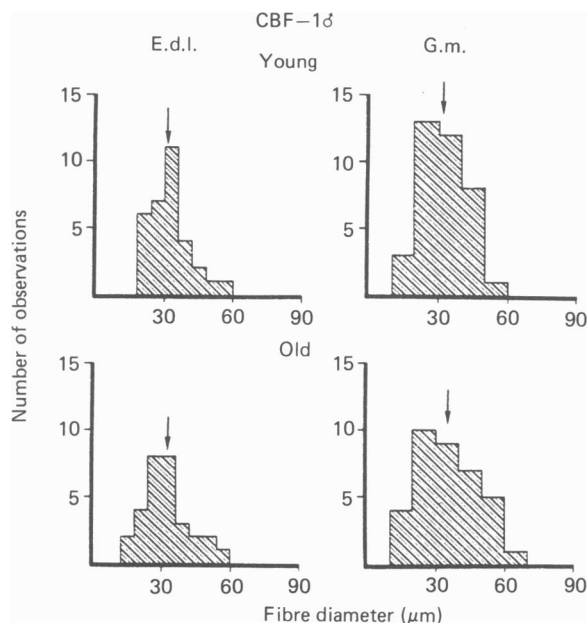 CBF–1♂
E.d.l. G.m.
Young
15 15
10 10
5 5
30 60 90 30 60 90
Number of observations
Old
15 15
10 10
5 5
30 60 90 30 60 90
Fibre diameter (μm)